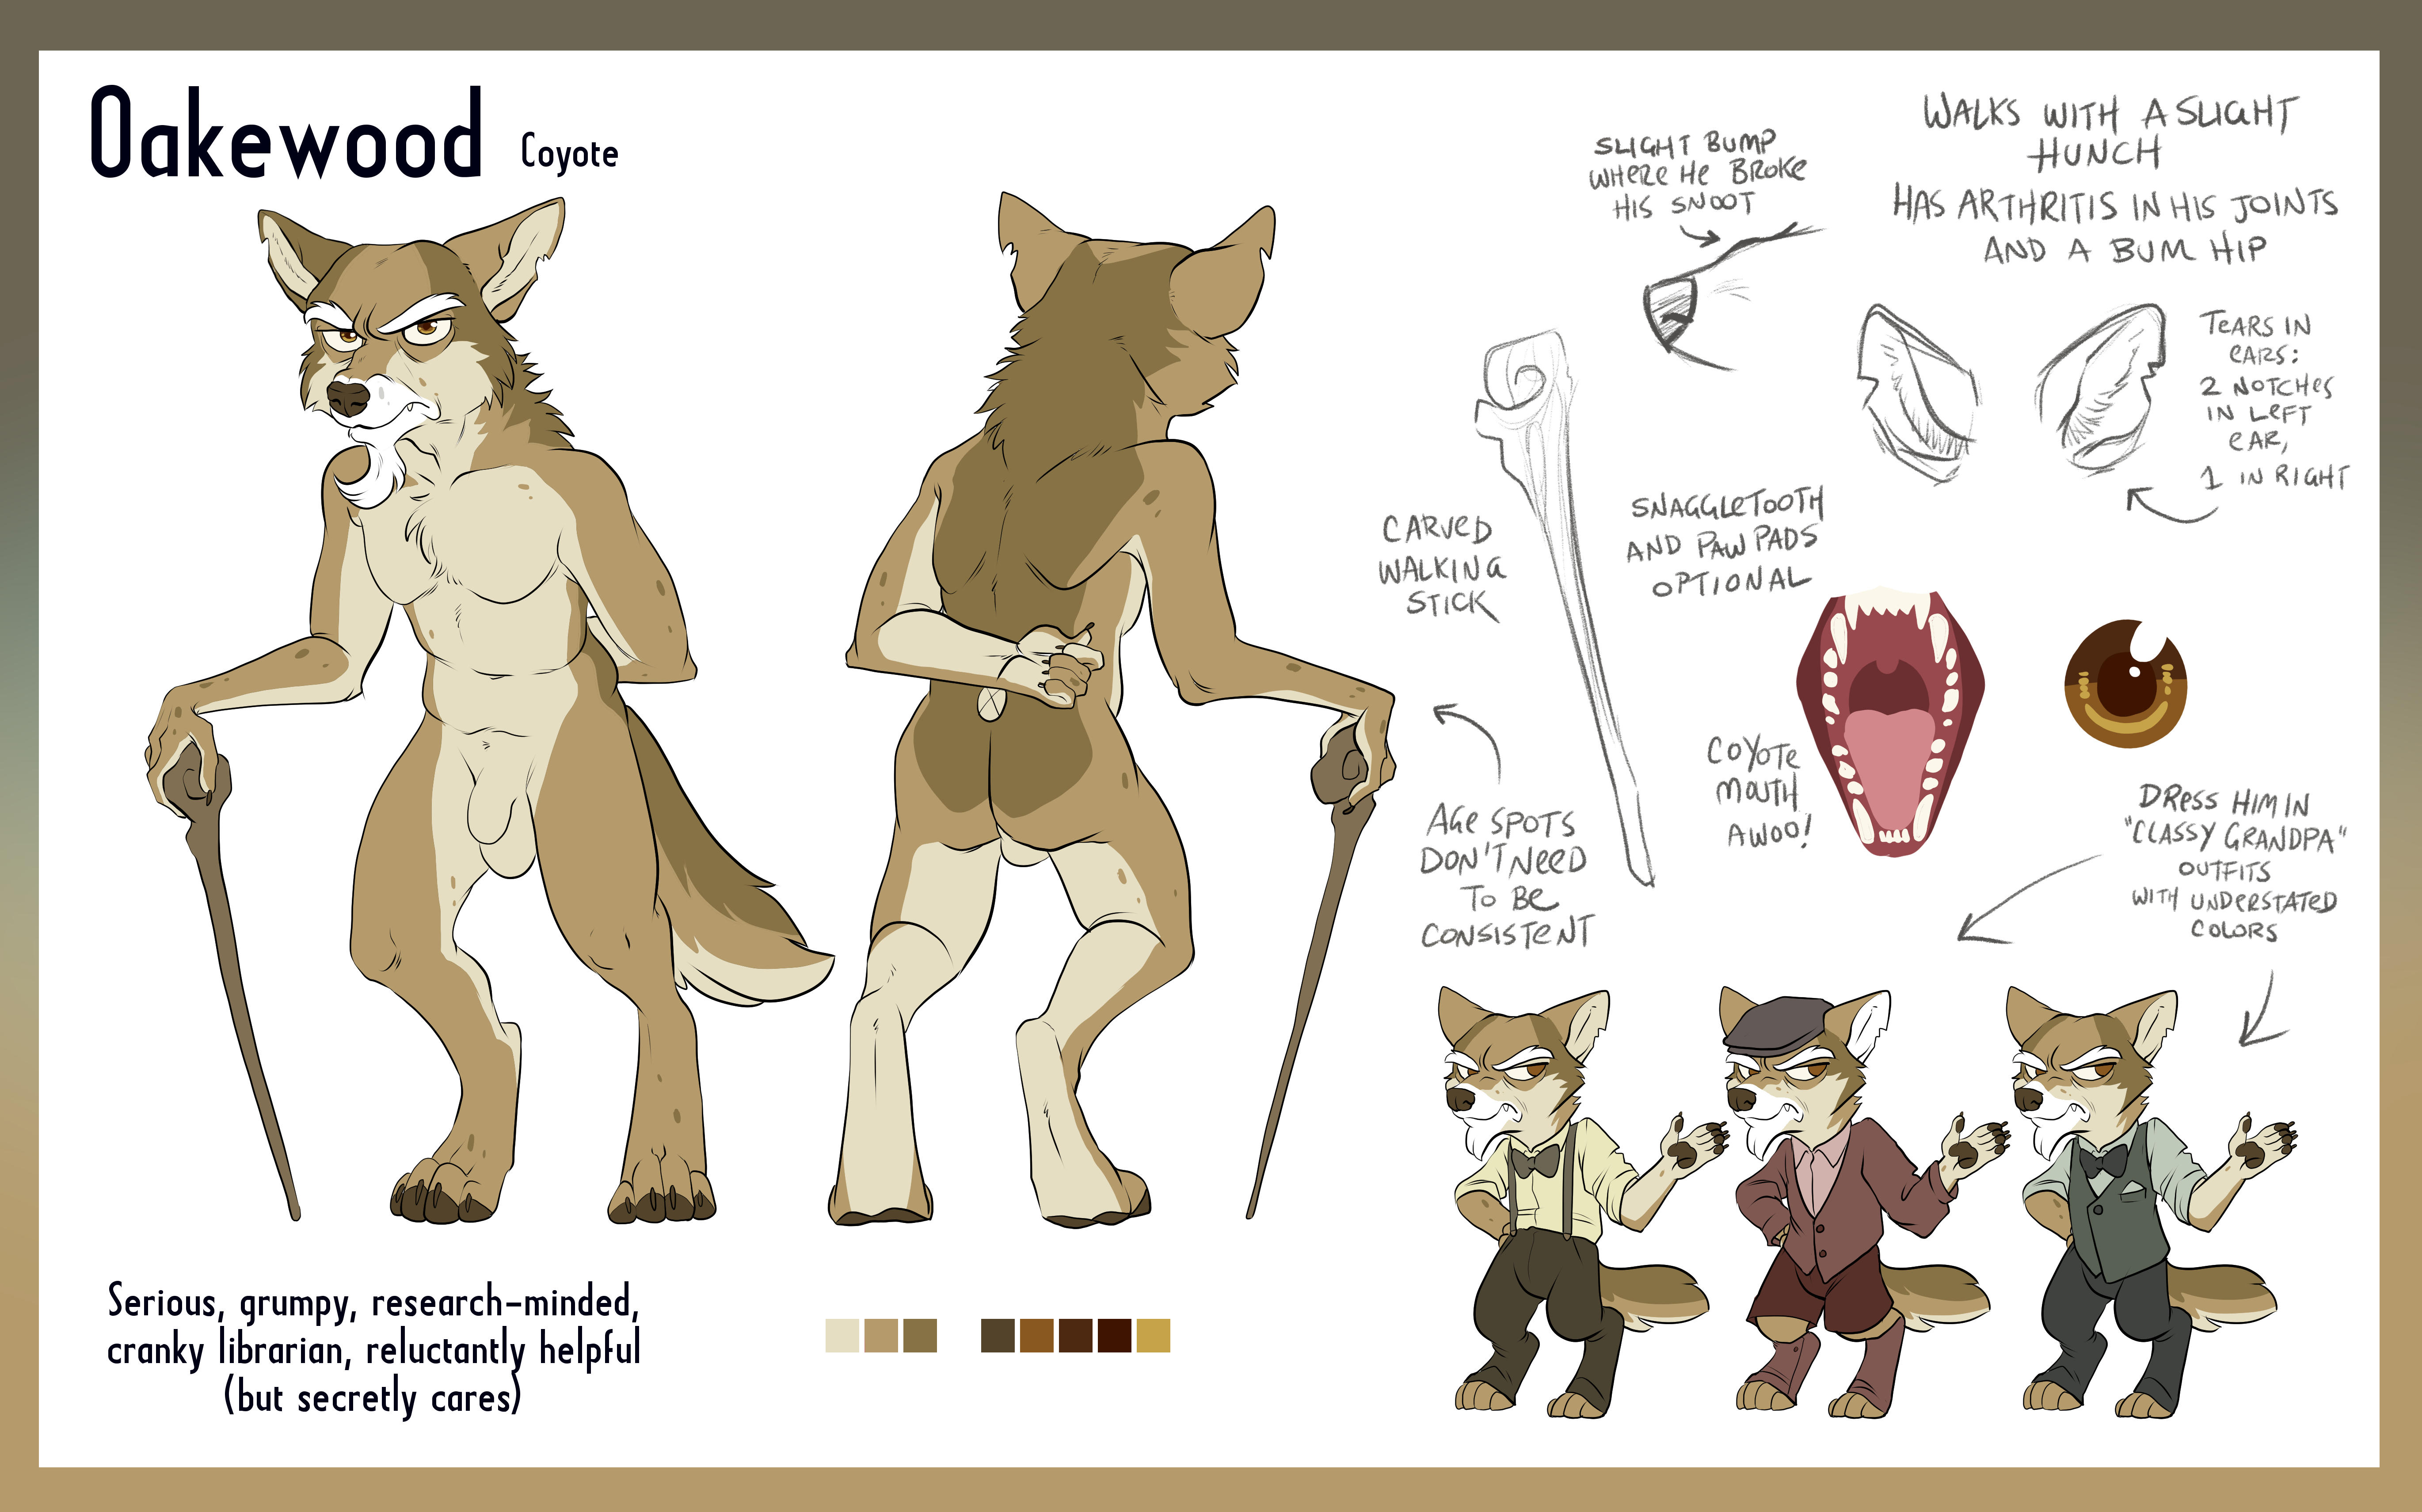 Oakewood Coyote
SLIGHT BUMP
WHERE HE BROKE
HIS SNOOT
WALKS WITH A SLIGHT
HUNCH
HAS ARTHRITIS IN HIS JOINTS
AND A BUM HIP
TEARS IN
EARS:
2 NOTCHES
IN LEFT
EAR,
1 IN RIGHT
CARVED
WALKING
STICK
SNAGGLETOOTH
AND PAW PADS
OPTIONAL
COYOTE
MOUTH
AWOO!
AGE SPOTS
DON'T NEED
TO BE
CONSISTENT
DRESS HIM IN
"CLASSY GRANDPA"
OUTFITS
WITH UNDERSTATED
COLORS
Serious, grumpy, research-minded,
cranky librarian, reluctantly helpful
(but secretly cares)